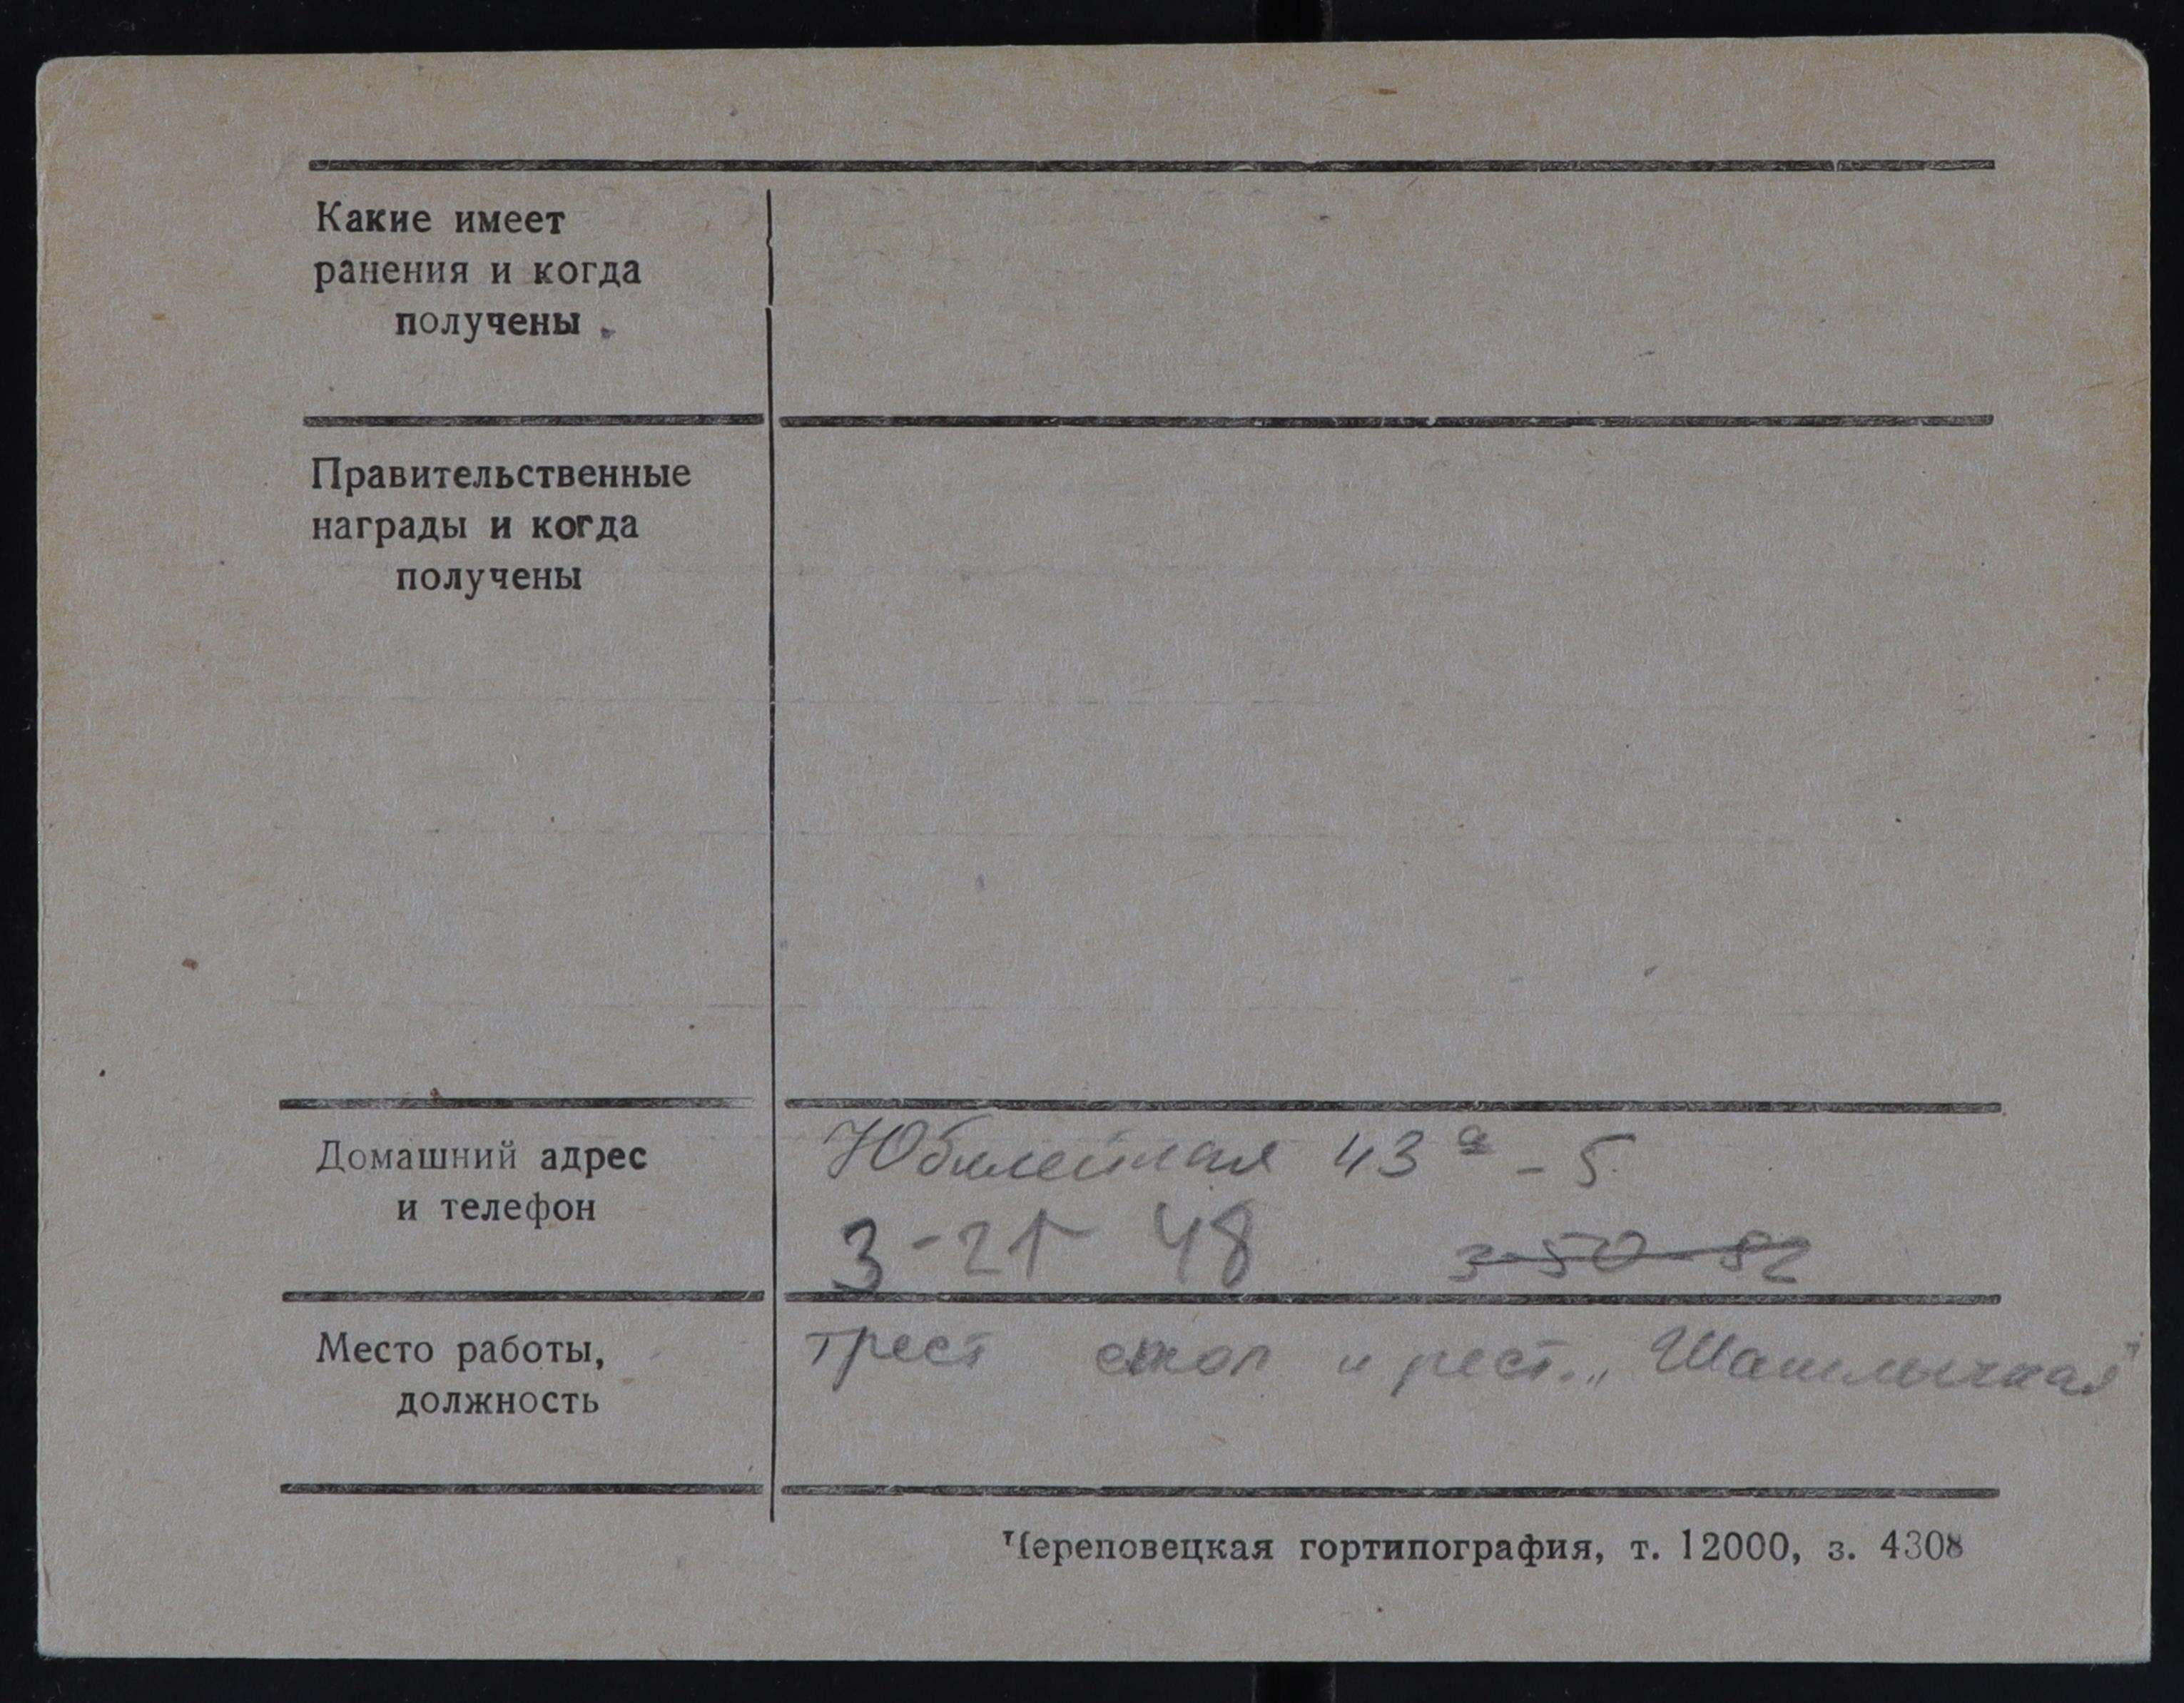 Какие имеет
ранения и когда
получены
Правительственные
награды и когда
получены
Домашний адрес
и телефон
Юбилейная 43а - 5
3-21 48 3-50-82
Место работы,
должность
трест стол и рест. „Шашлычная"
Череповецкая гортипография, т. 12000, з. 4308